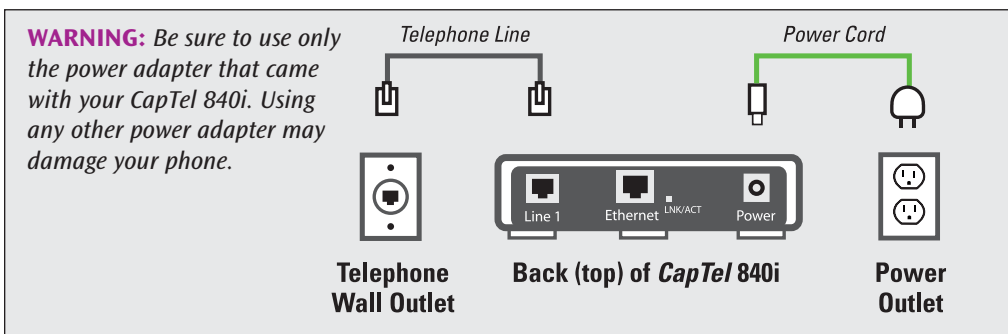 WARNING: Be sure to use only
the power adapter that came
with your CapTel 840i. Using
any other power adapter may
damage your phone.
Telephone Line
Power Cord
Line 1
Ethernet
LNK/ACT
Power
Telephone
Wall Outlet
Back (top) of CapTel 840i
Power
Outlet